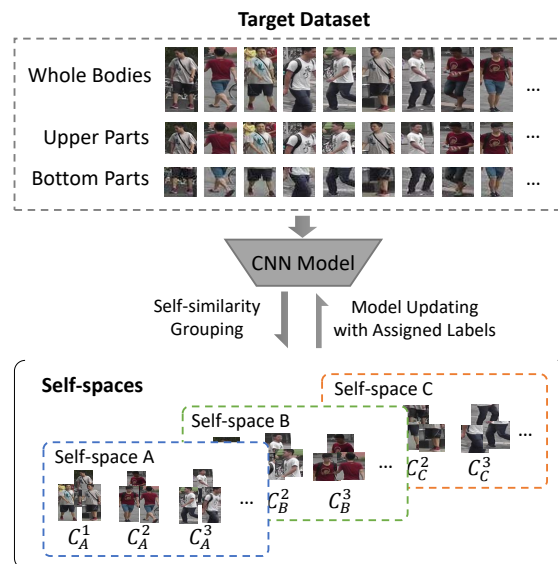 Target Dataset
Whole Bodies
...
Upper Parts
...
Bottom Parts
...
CNN Model
Self-similarity
Grouping
Model Updating
with Assigned Labels
Self-spaces
Self-space C
Self-space B
Self-space A
...
...
C_C^2
C_C^3
C_B^2
C_B^3
C_A^1
C_A^2
C_A^3